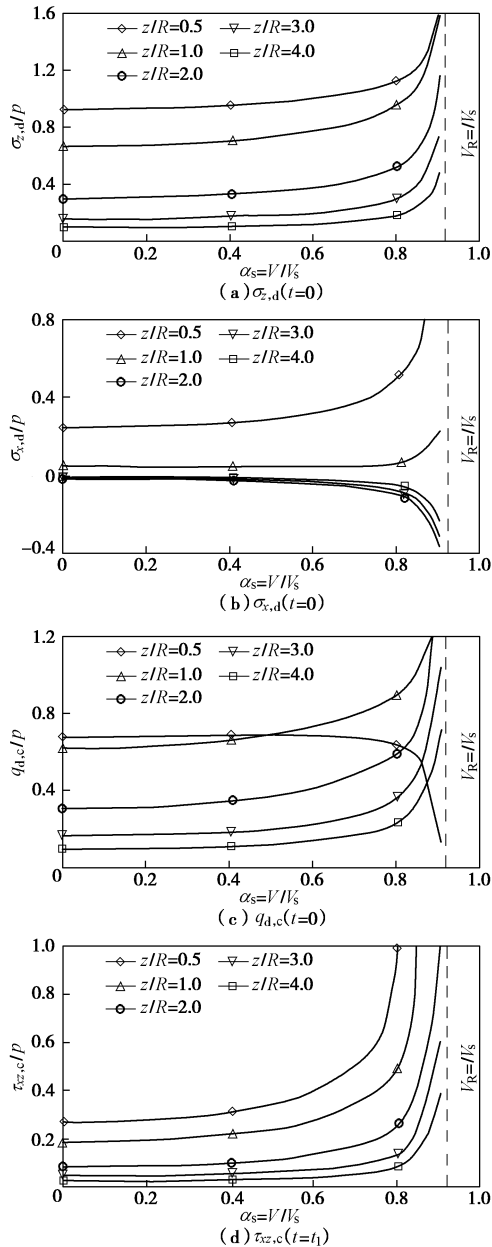 1.6
1.2
0.8
0.4
0 0.2 0.4 0.6 0.8 1.0
σz,d/p
z/R=0.5 z/R=3.0
z/R=1.0 z/R=4.0
z/R=2.0
VR=/Vs
αs=V/Vs
(a) σz,d(t=0)
0.8
0.4
0
−0.4
0 0.2 0.4 0.6 0.8 1.0
σx,d/p
z/R=0.5 z/R=3.0
z/R=1.0 z/R=4.0
z/R=2.0
VR=/Vs
αs=V/Vs
(b) σx,d(t=0)
1.2
0.8
0.4
0 0.2 0.4 0.6 0.8 1.0
qd,c/p
z/R=0.5 z/R=3.0
z/R=1.0 z/R=4.0
z/R=2.0
VR=/Vs
αs=V/Vs
(c) qd,c(t=0)
1.0
0.8
0.6
0.4
0.2
0 0.2 0.4 0.6 0.8 1.0
τxz,c/p
z/R=0.5 z/R=3.0
z/R=1.0 z/R=4.0
z/R=2.0
VR=/Vs
αs=V/Vs
(d) τxz,c(t=t1)